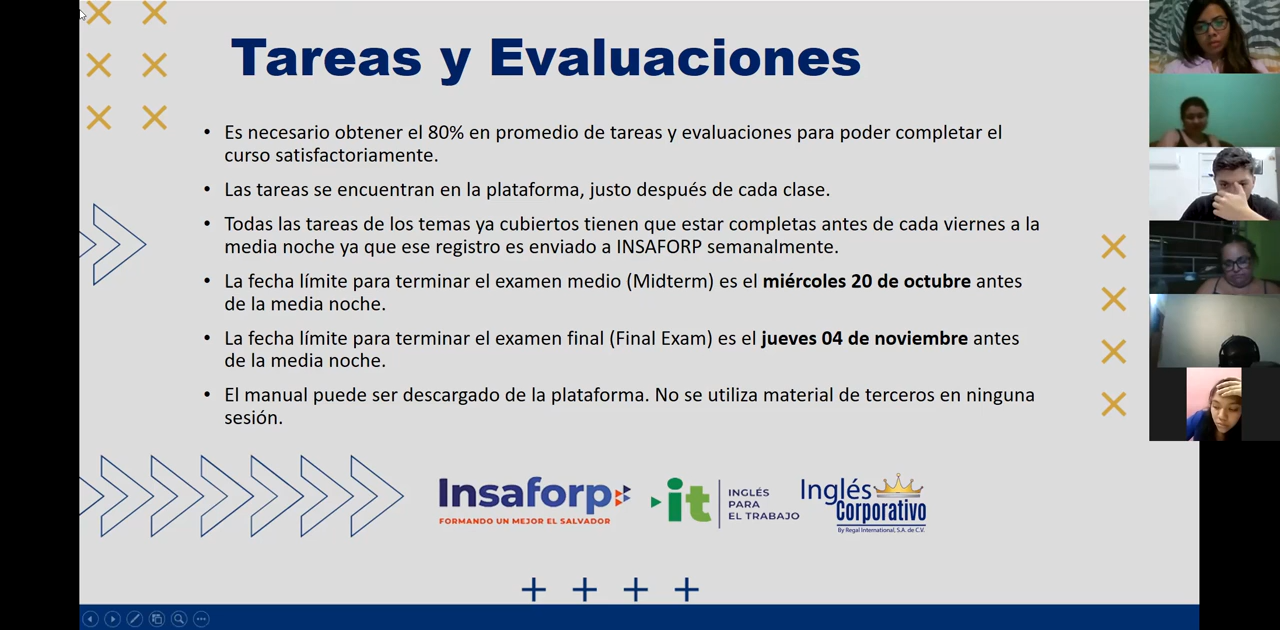 Tareas y Evaluaciones
• Es necesario obtener el 80% en promedio de tareas y evaluaciones para poder completar el
curso satisfactoriamente.
• Las tareas se encuentran en la plataforma, justo después de cada clase.
• Todas las tareas de los temas ya cubiertos tienen que estar completas antes de cada viernes a la
media noche ya que ese registro es enviado a INSAFORP semanalmente.
• La fecha límite para terminar el examen medio (Midterm) es el miércoles 20 de octubre antes
de la media noche.
• La fecha límite para terminar el examen final (Final Exam) es el jueves 04 de noviembre antes
de la media noche.
• El manual puede ser descargado de la plataforma. No se utiliza material de terceros en ninguna
sesión.
Insaforp
FORMANDO UN MEJOR EL SALVADOR
it
INGLÉS
PARA
EL TRABAJO
Inglés
Corporativo
By Regal International, S.A. de C.V.